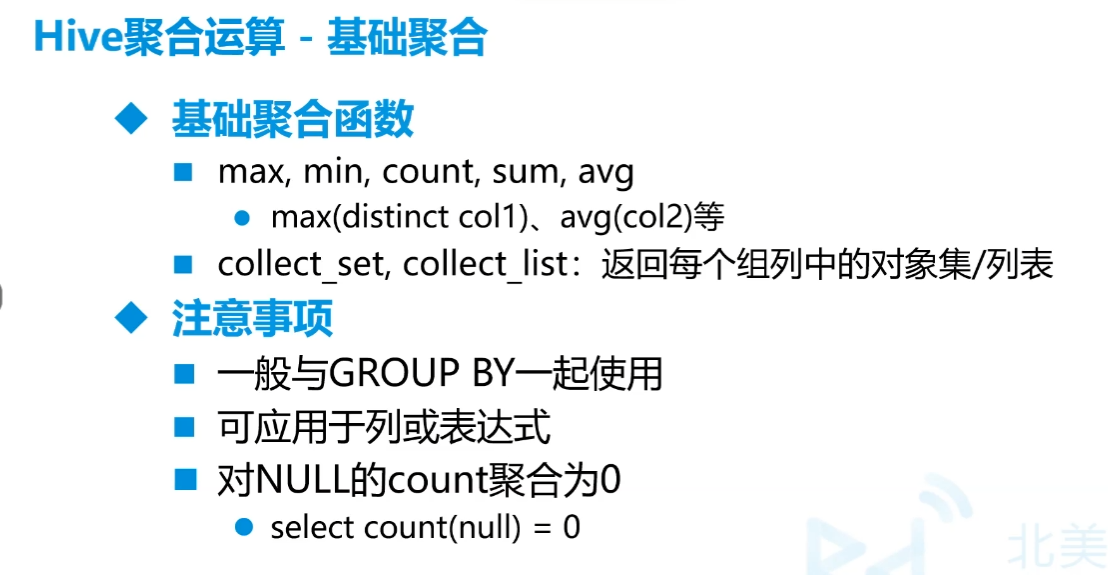 Hive聚合运算 - 基础聚合
基础聚合函数
max, min, count, sum, avg
max(distinct col1)、avg(col2)等
collect_set, collect_list：返回每个组列中的对象集/列表
注意事项
一般与GROUP BY一起使用
可应用于列或表达式
对NULL的count聚合为0
select count(null) = 0
北美